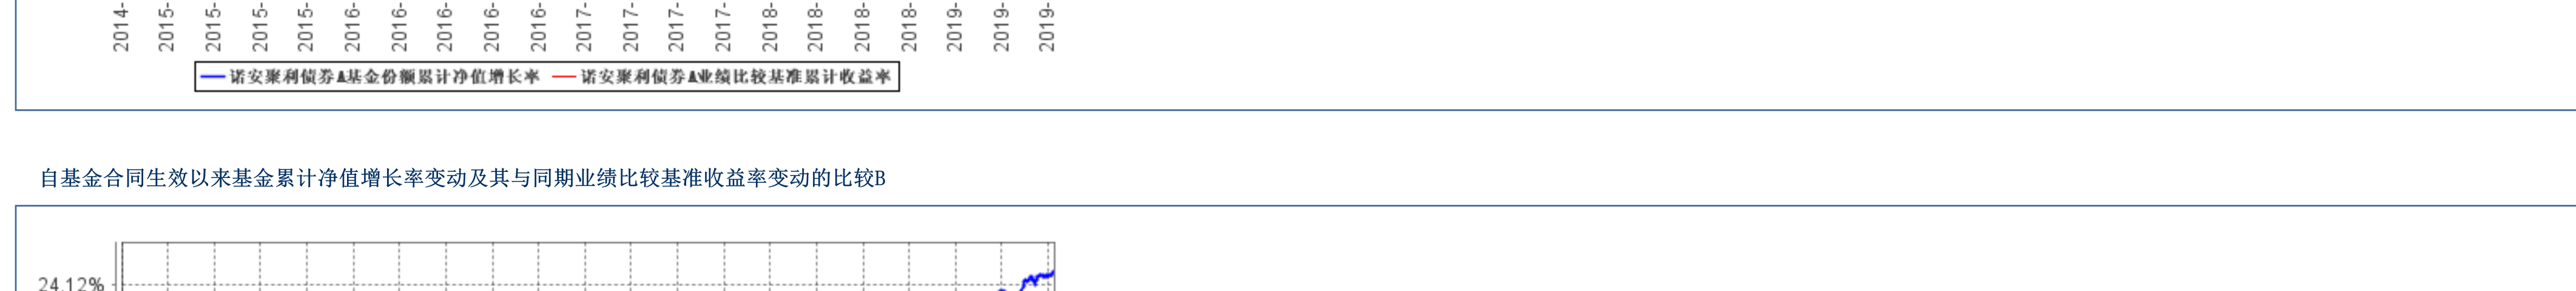 2014- 2015- 2015- 2015- 2015- 2016- 2016- 2016- 2016- 2016- 2017- 2017- 2017- 2017- 2018- 2018- 2018- 2018- 2019- 2019- 2019-
诺安聚利债券A基金份额累计净值增长率 诺安聚利债券A业绩比较基准累计收益率
自基金合同生效以来基金累计净值增长率变动及其与同期业绩比较基准收益率变动的比较B
24.12%